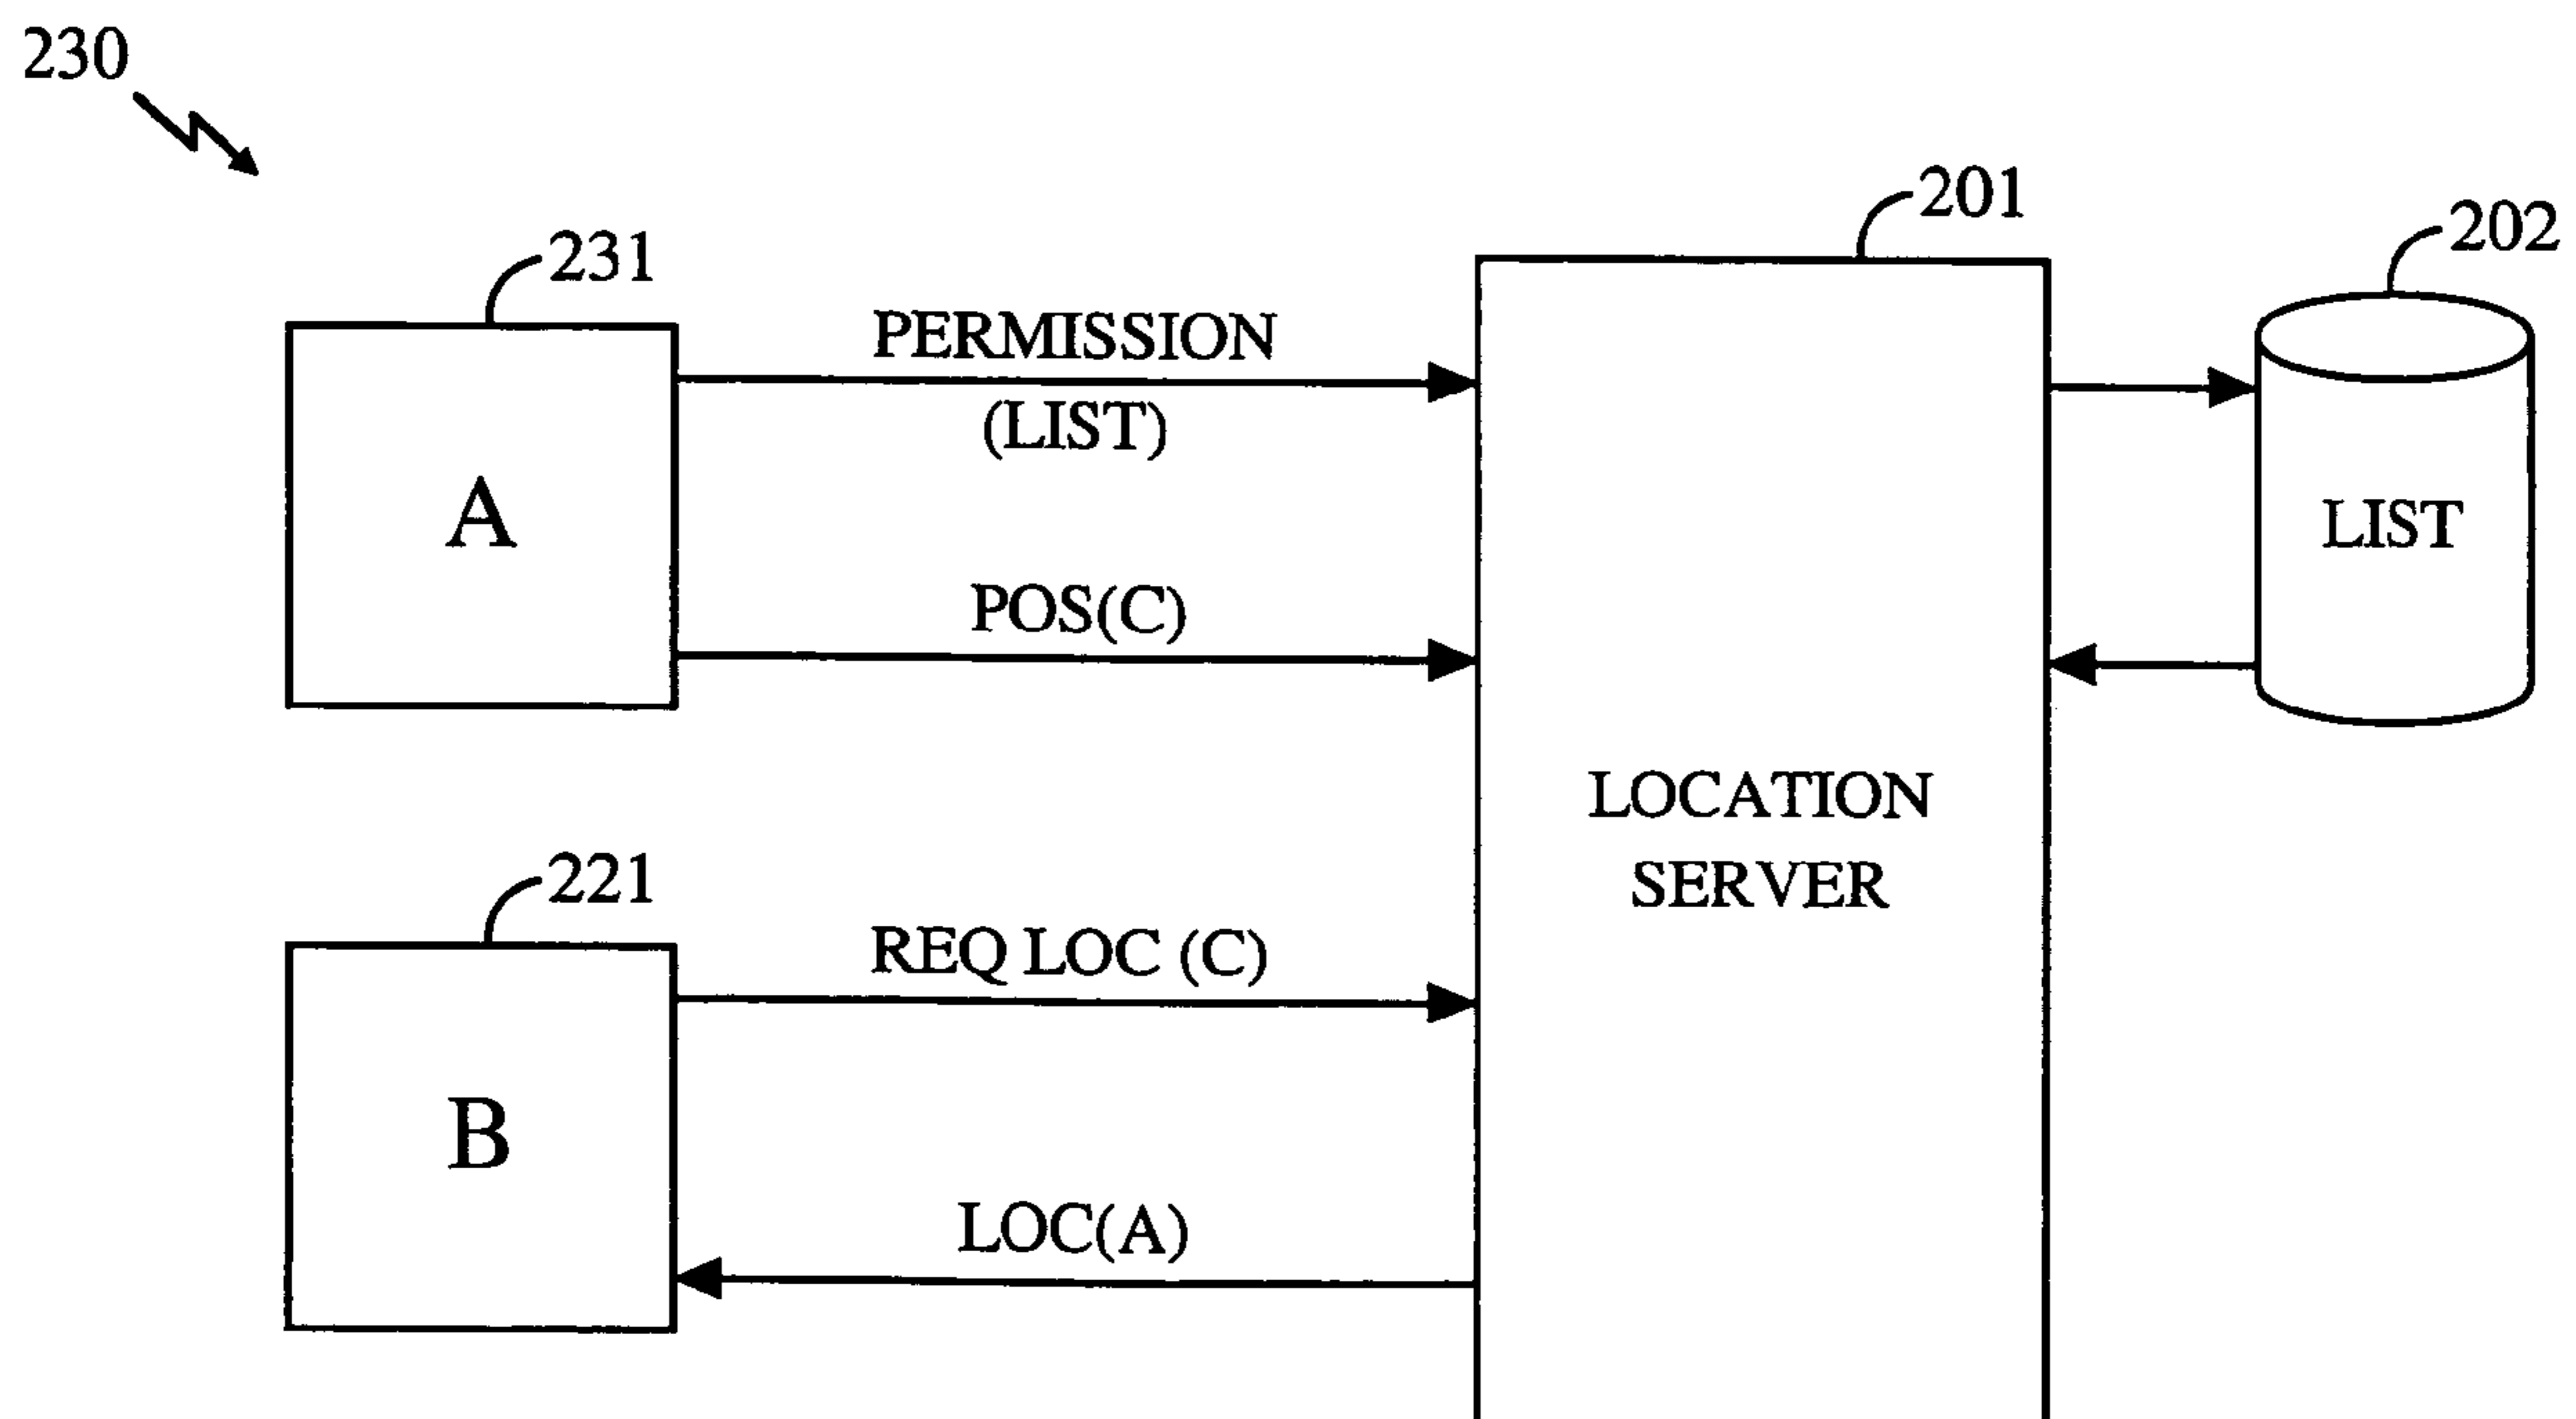 230
201
202
231
PERMISSION
(LIST)
A
LIST
POS(C)
LOCATION
SERVER
221
REQ LOC (C)
B
LOC(A)